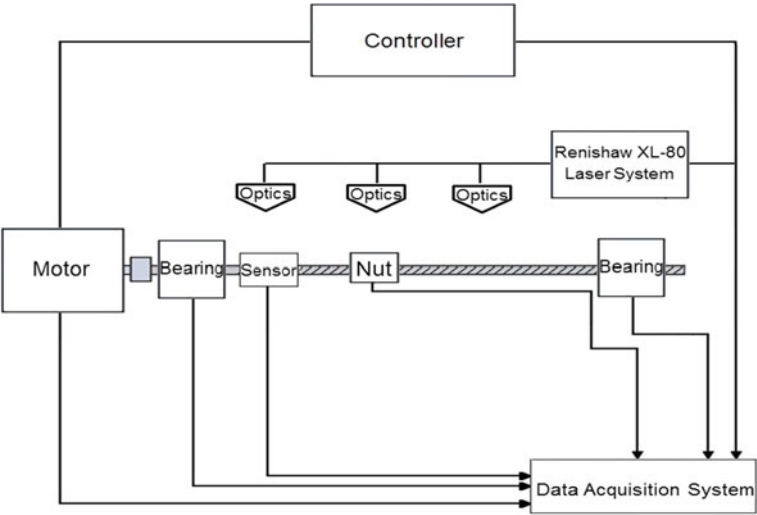 Controller
Renishaw XL-80
Laser System
Optics
Optics
Optics
Motor
Bearing
Sensor
Nut
Bearing
Data Acquisition System